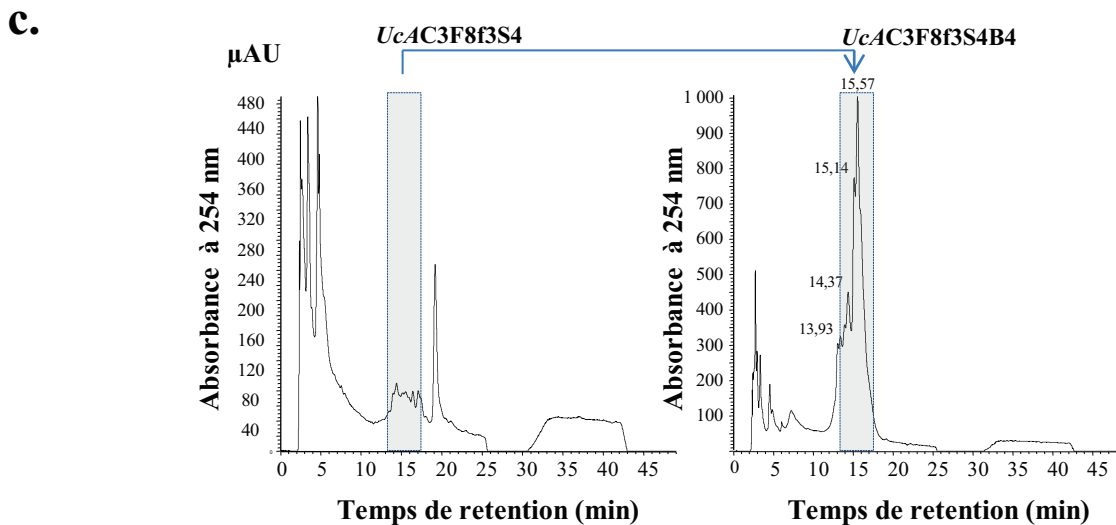 c.
UcAC3F8f3S4
UcAC3F8f3S4B4
µAU
Absorbance à 254 nm
480
440
400
360
320
280
240
200
160
120
80
40
0
0 5 10 15 20 25 30 35 40 45
Temps de retention (min)
Absorbance à 254 nm
1 000
900
800
700
600
500
400
300
200
100
15,57
15,14
14,37
13,93
0 5 10 15 20 25 30 35 40 45
Temps de retention (min)